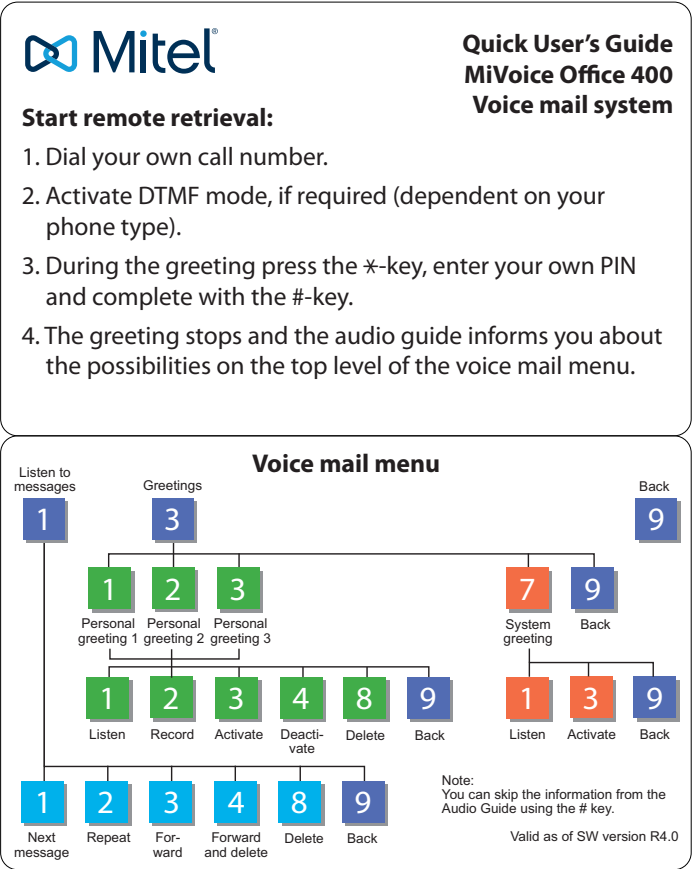 Mitel®
Quick User's Guide
MiVoice Office 400
Voice mail system
Start remote retrieval:
1. Dial your own call number.
2. Activate DTMF mode, if required (dependent on your
phone type).
3. During the greeting press the *-key, enter your own PIN
and complete with the #-key.
4. The greeting stops and the audio guide informs you about
the possibilities on the top level of the voice mail menu.
Voice mail menu
Listen to
messages
Greetings
Back
1 3 9
1 2 3 7 9
Personal
greeting 1
Personal
greeting 2
Personal
greeting 3
System
greeting
Back
1 2 3 4 8 9 1 3 9
Listen
Record
Activate
Deacti-
vate
Delete
Back
Listen
Activate
Back
1 2 3 4 8 9
Next
message
Repeat
For-
ward
Forward
and delete
Delete
Back
Note:
You can skip the information from the
Audio Guide using the # key.
Valid as of SW version R4.0